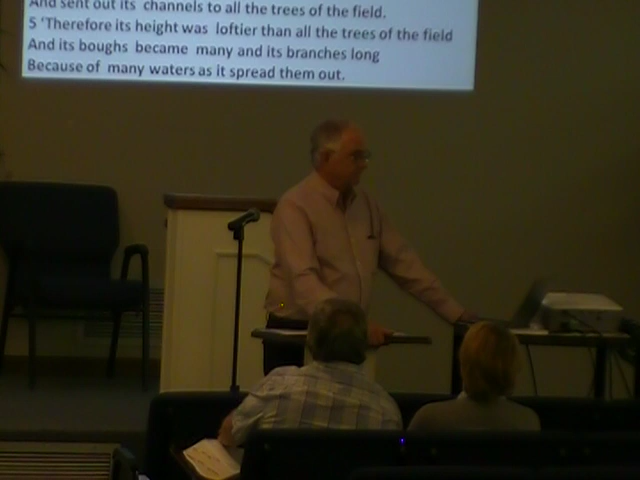 And sent out its channels to all the trees of the field.
5 'Therefore its height was loftier than all the trees of the field
And its boughs became many and its branches long
Because of many waters as it spread them out.